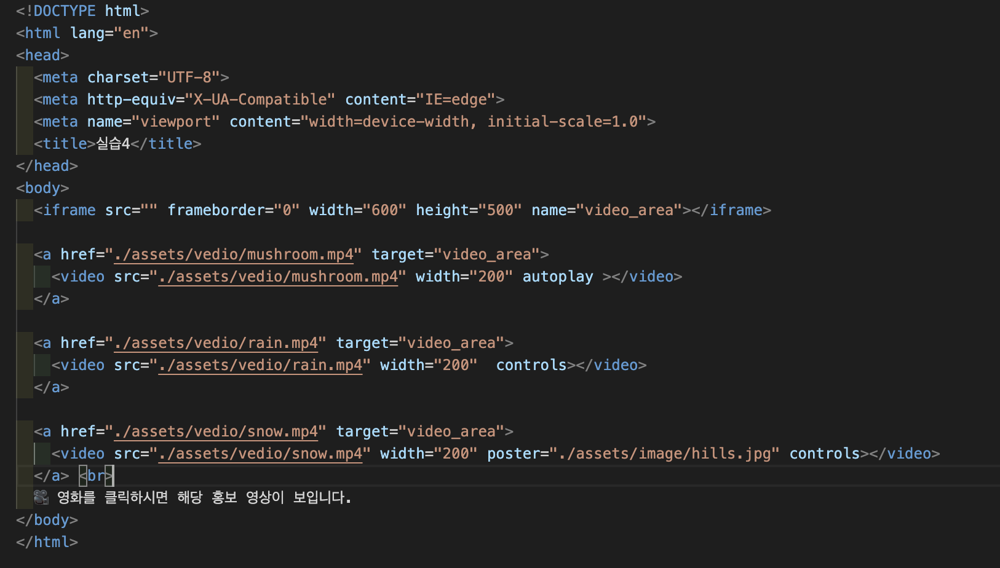 <!DOCTYPE html>
<html lang="en">
<head>
<meta charset="UTF-8">
<meta http-equiv="X-UA-Compatible" content="IE=edge">
<meta name="viewport" content="width=device-width, initial-scale=1.0">
<title>실습4</title>
</head>
<body>
<iframe src="" frameborder="0" width="600" height="500" name="video_area"></iframe>
<a href="./assets/vedio/mushroom.mp4" target="video_area">
<video src="./assets/vedio/mushroom.mp4" width="200" autoplay ></video>
</a>
<a href="./assets/vedio/rain.mp4" target="video_area">
<video src="./assets/vedio/rain.mp4" width="200"  controls></video>
</a>
<a href="./assets/vedio/snow.mp4" target="video_area">
<video src="./assets/vedio/snow.mp4" width="200" poster="./assets/image/hills.jpg" controls></video>
</a> <br>
🎥 영화를 클릭하시면 해당 홍보 영상이 보입니다.
</body>
</html>